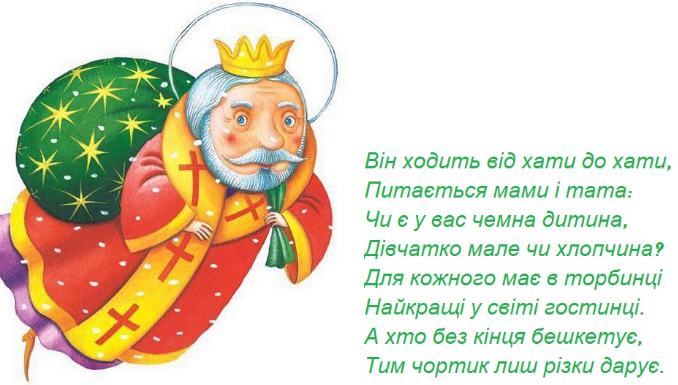 Він ходить від хати до хати,
Питається мами і тата:
Чи є у вас чемна дитина,
Дівчатко мале чи хлопчина?
Для кожного має в торбинці
Найкращі у світі гостинці.
А хто без кінця бешкетує,
Тим чортик лиш різки дарує.